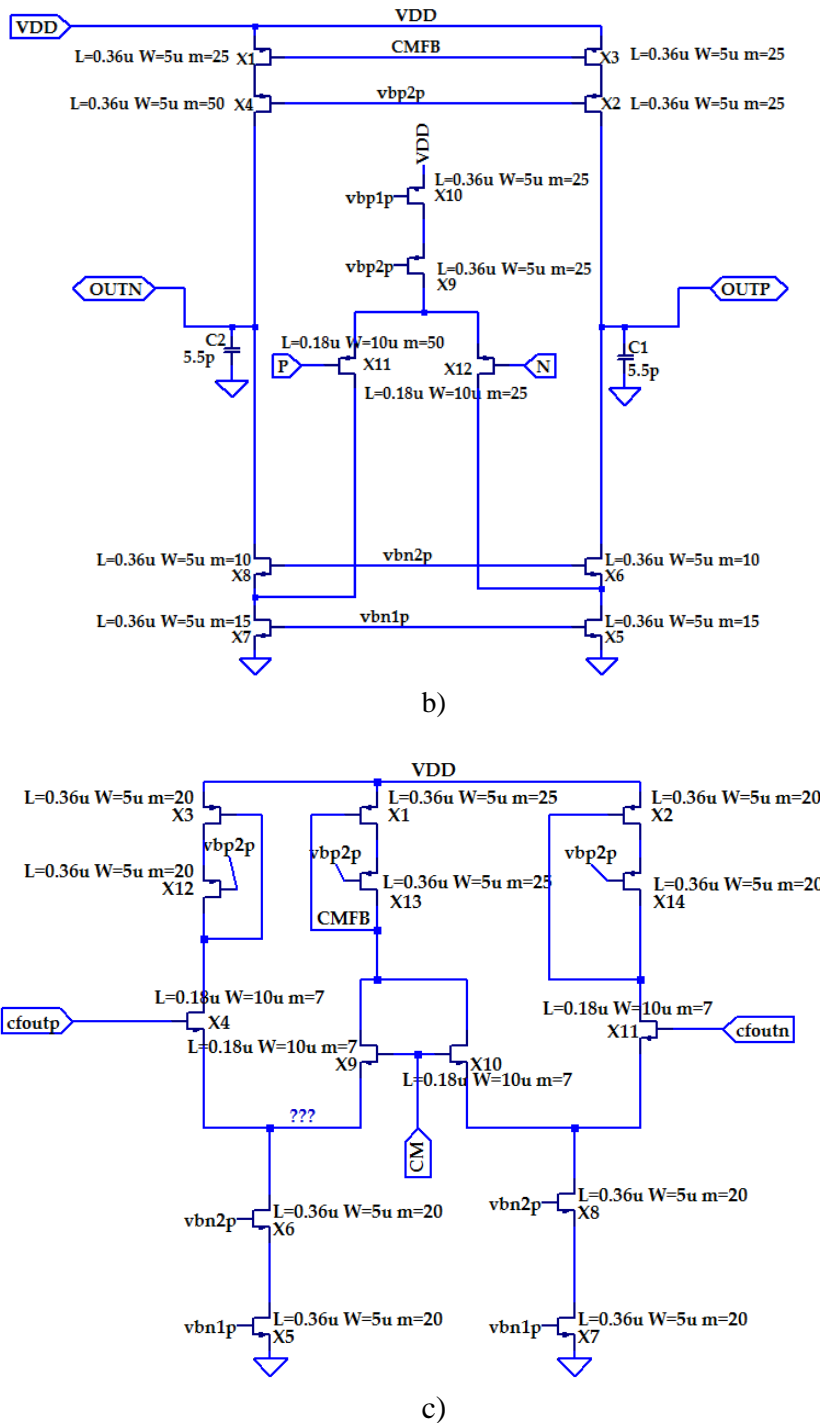 VDD
VDD
CMFB
L=0.36u W=5u m=25
X1
X3
L=0.36u W=5u m=25
L=0.36u W=5u m=50
X4
vbp2p
X2
L=0.36u W=5u m=25
VDD
L=0.36u W=5u m=25
vbp1p
X10
vbp2p
L=0.36u W=5u m=25
X9
OUTN
OUTP
C2
5.5p
L=0.18u W=10u m=50
C1
5.5p
P
X11
X12
N
L=0.18u W=10u m=25
L=0.36u W=5u m=10
X8
vbn2p
L=0.36u W=5u m=10
X6
L=0.36u W=5u m=15
X7
vbn1p
L=0.36u W=5u m=15
X5
b)
VDD
L=0.36u W=5u m=20
X3
L=0.36u W=5u m=25
X1
L=0.36u W=5u m=20
X2
vbp2p
vbp2p
vbp2p
L=0.36u W=5u m=20
X12
L=0.36u W=5u m=25
X13
L=0.36u W=5u m=20
X14
CMFB
L=0.18u W=10u m=7
L=0.18u W=10u m=7
cfoutp
X4
X11
cfoutn
L=0.18u W=10u m=7
X9
X10
L=0.18u W=10u m=7
???
CM
vbn2p
L=0.36u W=5u m=20
X6
vbn2p
L=0.36u W=5u m=20
X8
vbn1p
L=0.36u W=5u m=20
X5
vbn1p
L=0.36u W=5u m=20
X7
c)